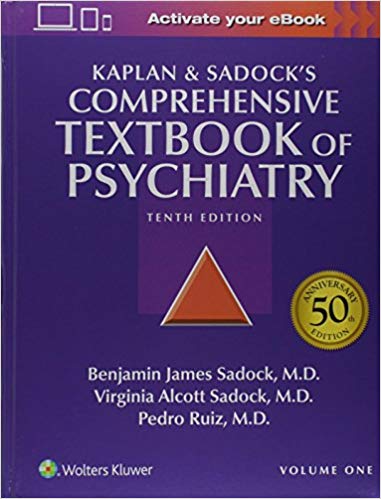 Activate your eBook
KAPLAN & SADOCK'S
COMPREHENSIVE
TEXTBOOK OF
PSYCHIATRY
TENTH EDITION
ANNIVERSARY
50th
EDITION
Benjamin James Sadock, M.D.
Virginia Alcott Sadock, M.D.
Pedro Ruiz, M.D.
Wolters Kluwer
VOLUME ONE